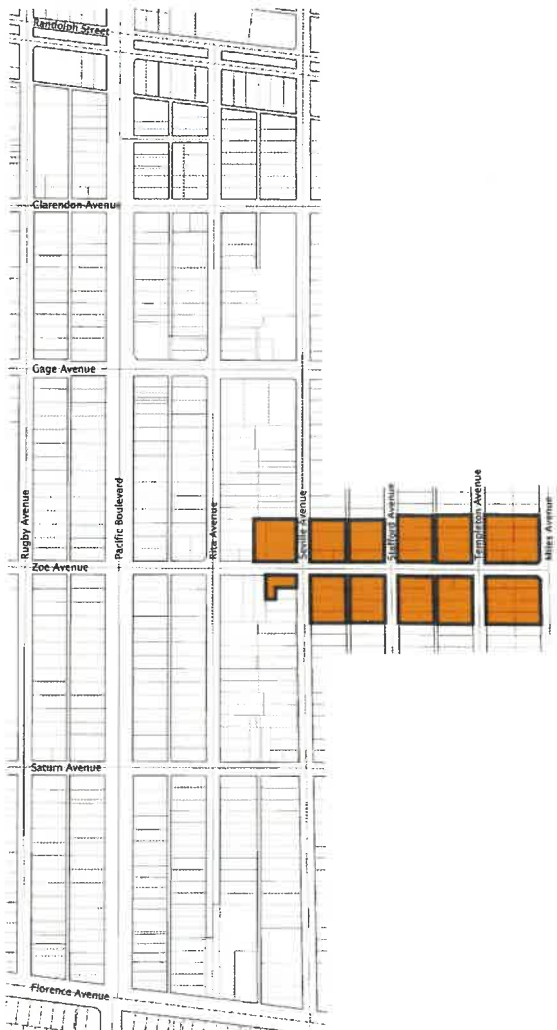 Randolph Street
Clarendon Avenue
Gage Avenue
Rugby Avenue
Pacific Boulevard
Rita Avenue
Seville Avenue
Stafford Avenue
Templeton Avenue
Miles Avenue
Zoe Avenue
Saturn Avenue
Florence Avenue